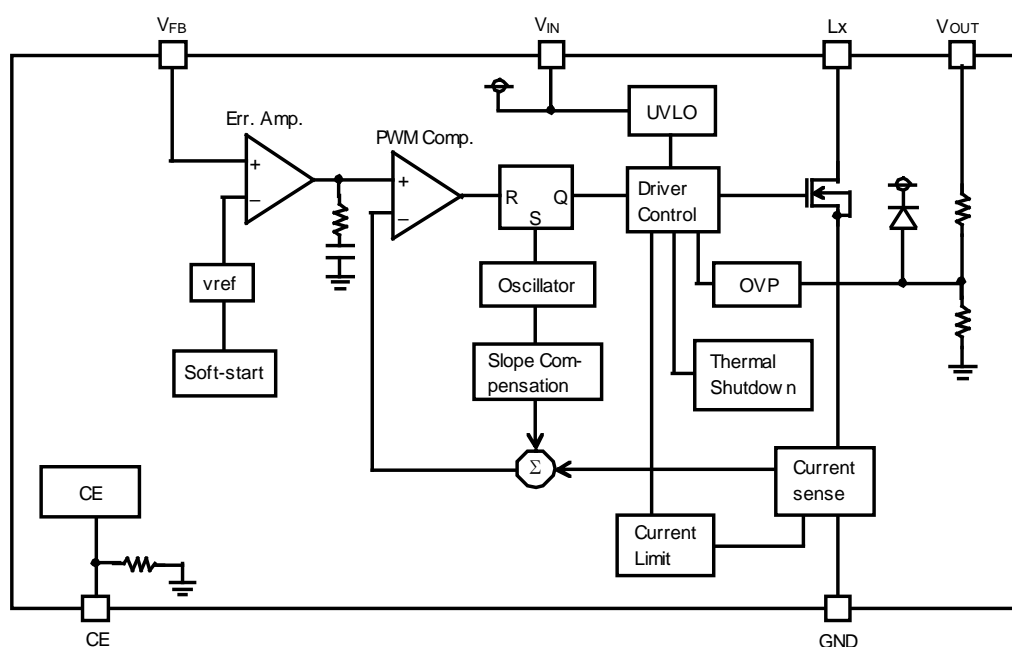 VFB
VIN
Lx
VOUT
Err. Amp.
PWM Comp.
UVLO
+
−
+
−
R
S
Q
Driver
Control
vref
Oscillator
OVP
Soft-start
Slope Com-
pensation
Thermal
Shutdown
Σ
Current
sense
CE
Current
Limit
CE
GND